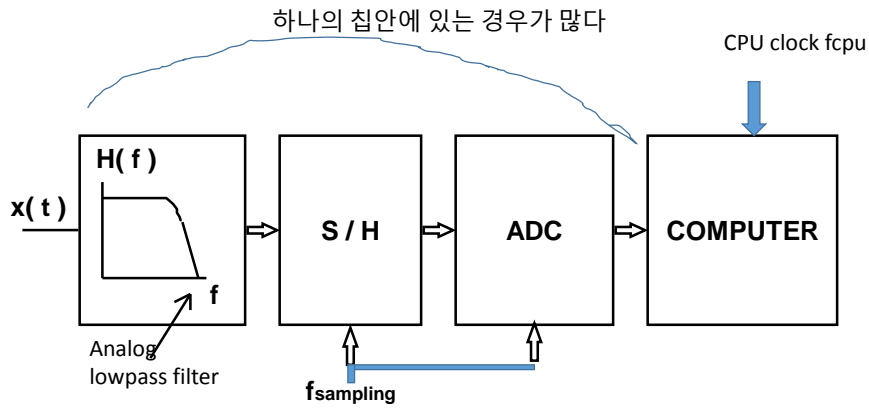 하나의 칩안에 있는 경우가 많다
CPU clock fcpu
H( f )
x( t )
S / H
ADC
COMPUTER
f
Analog
lowpass filter
fsampling